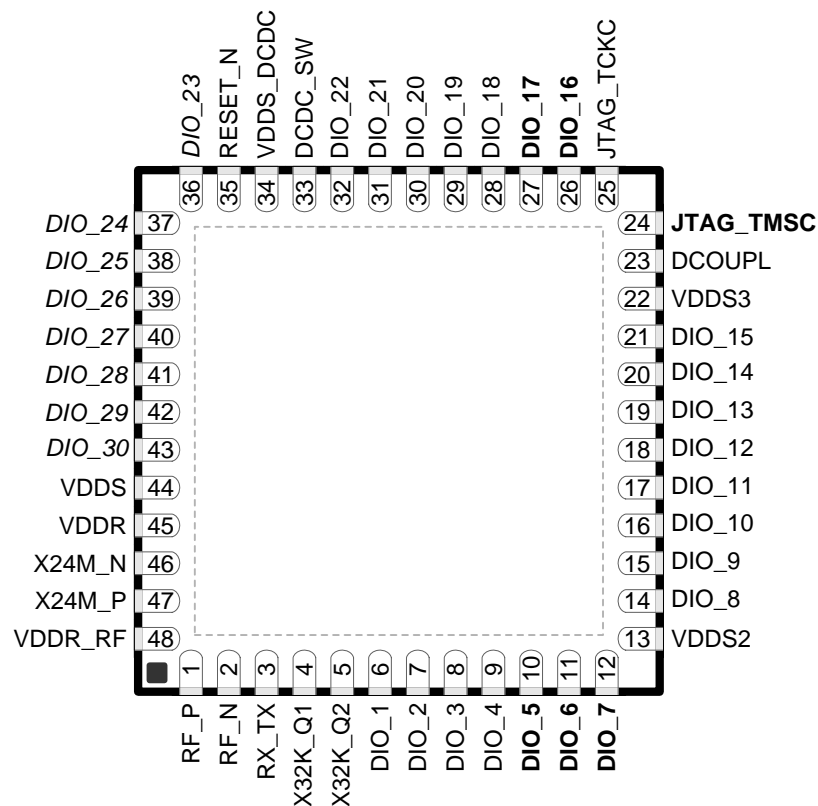 DIO_23
RESET_N
VDDS_DCDC
DCDC_SW
DIO_22
DIO_21
DIO_20
DIO_19
DIO_18
DIO_17
DIO_16
JTAG_TCKC
36
35
34
33
32
31
30
29
28
27
26
25
DIO_24 37
DIO_25 38
DIO_26 39
DIO_27 40
DIO_28 41
DIO_29 42
DIO_30 43
VDDS 44
VDDR 45
X24M_N 46
X24M_P 47
VDDR_RF 48
24 JTAG_TMSC
23 DCOUPL
22 VDDS3
21 DIO_15
20 DIO_14
19 DIO_13
18 DIO_12
17 DIO_11
16 DIO_10
15 DIO_9
14 DIO_8
13 VDDS2
1
2
3
4
5
6
7
8
9
10
11
12
RF_P
RF_N
RX_TX
X32K_Q1
X32K_Q2
DIO_1
DIO_2
DIO_3
DIO_4
DIO_5
DIO_6
DIO_7